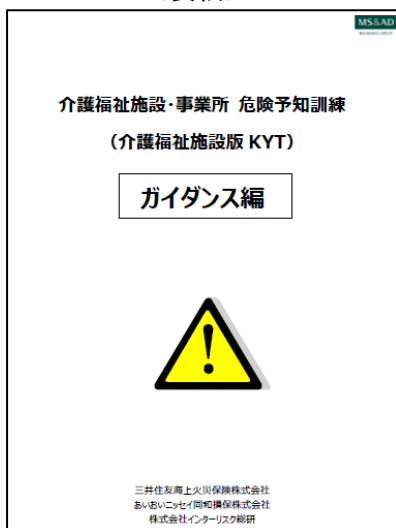 MS&AD
介護福祉施設・事業所 危険予知訓練
（介護福祉施設版 KYT）
ガイダンス編
三井住友海上火災保険株式会社
あいおいニッセイ同和損保株式会社
株式会社インターリスク総研